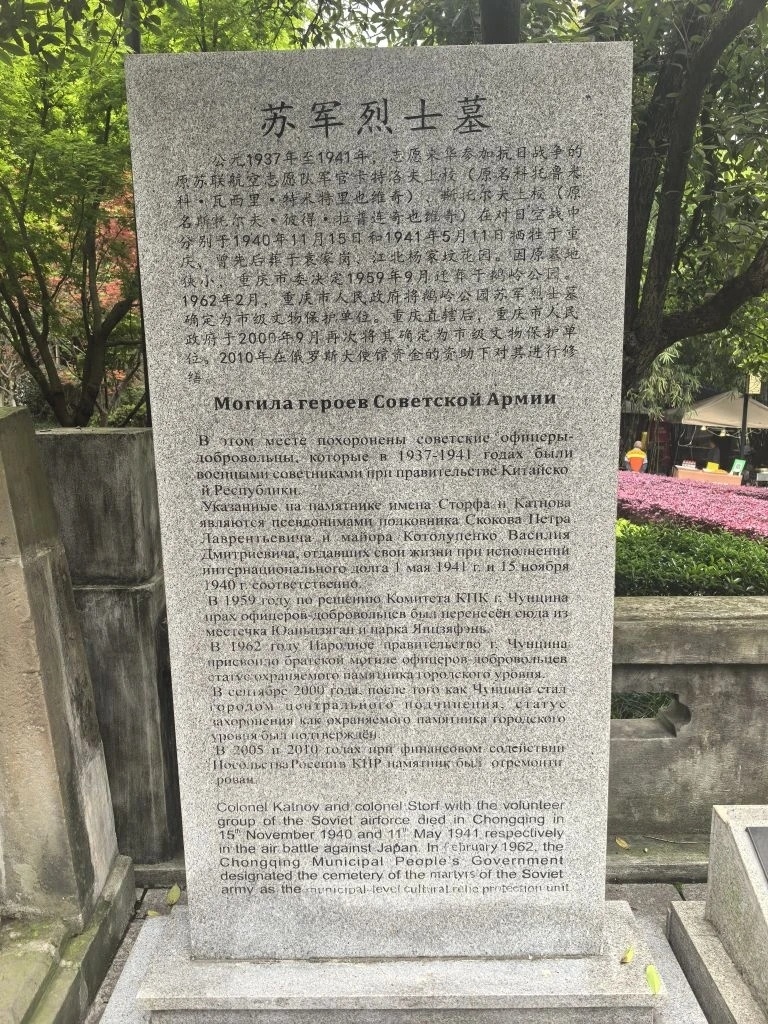 苏军烈士墓
公元1937年至1941年，志愿来华参加抗日战争的
原苏联航空志愿队军官卡特诺夫上校（原名科托鲁米
科·瓦西里·特米特里也维奇）、斯托尔夫上校（原
名斯托尔夫·彼得·拉普连奇也维奇）在对日空战中
分别于1940年11月15日和1941年5月11日牺牲于重
庆，曾先后葬于袁家岗、江北杨家坟花园。因原墓地
狭小，重庆市委决定1959年9月迁葬于鹅岭公园。
1962年2月，重庆市人民政府将鹅岭公园苏军烈士墓
确定为市级文物保护单位。重庆直辖后，重庆市人民
政府于2000年9月再次将其确定为市级文物保护单
位。2010年在俄罗斯大使馆资金的资助下对其进行修
缮。
Могила героев Советской Армии
В этом месте похоронены советские офицеры-
добровольцы, которые в 1937-1941 годах были
военными советниками при правительстве Китайско
й Республики.
Указанные на памятнике имена Сторфа и Катнова
являются псевдонимами полковника Скокова Петра
Лаврентьевича и майора Котолупенко Василия
Дмитриевича, отдавших свои жизни при исполнений
интернационального долга 1 мая 1941 г. и 15 ноября
1940 г. соответственно.
В 1959 году по решению Комитета КПК г. Чунцина
прах офицеров-добровольцев был перенесён сюда из
местечка Юаньцзяган и парка Янцзяфэнь.
В 1962 году Народное правительство г. Чунцина
присвоило братской могиле офицеров-добровольцев
статус охраняемого памятника городского уровня.
В сентябре 2000 года, после того как Чунцина стал
городом центрального подчинения, статус
захоронения как охраняемого памятника городского
уровня был подтверждён.
В 2005 и 2010 годах при финансовом содействии
Посольства России в КНР памятник был отремонти
рован.
Colonel Katnov and colonel Storf with the volunteer
group of the Soviet airforce died in Chongqing in
15th November 1940 and 11th May 1941 respectively
in the air battle against Japan. In february 1962, the
Chongqing Municipal People's Government
designated the cemetery of the martyrs of the Soviet
army as the municipal-level cultural relic protection unit